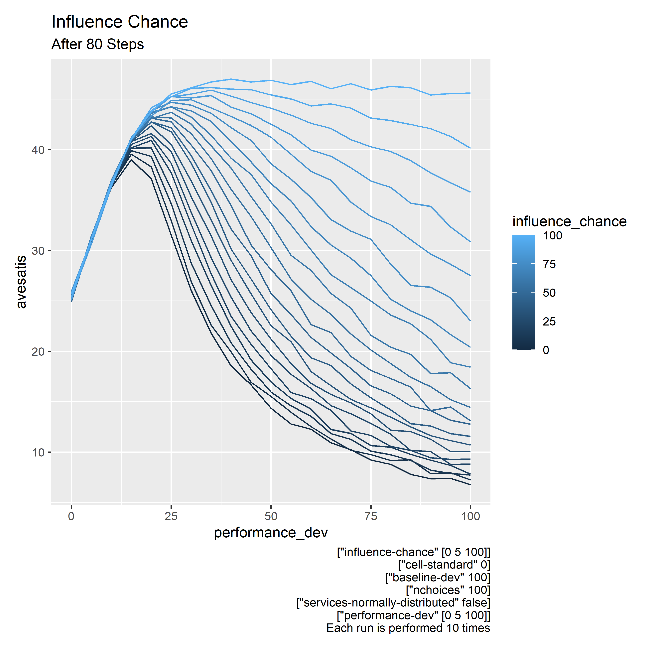 Influence Chance
After 80 Steps
avesatis
40
30
20
10
0
25
50
75
100
performance_dev
influence_chance
100
75
50
25
0
["influence-chance" [0 5 100]]
["cell-standard" 0]
["baseline-dev" 100]
["nchoices" 100]
["services-normally-distributed" false]
["performance-dev" [0 5 100]]
Each run is performed 10 times